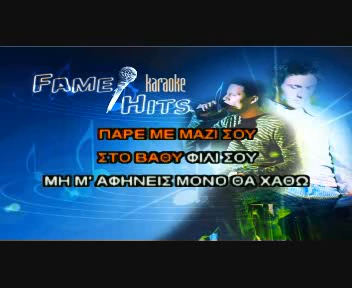 FAME karaoke
HITS
ΠΑΡΕ ΜΕ ΜΑΖΙ ΣΟΥ
ΣΤΟ ΒΑΘΥ ΦΙΛΙ ΣΟΥ
ΜΗ Μ' ΑΦΗΝΕΙΣ ΜΟΝΟ ΘΑ ΧΑΘΩ